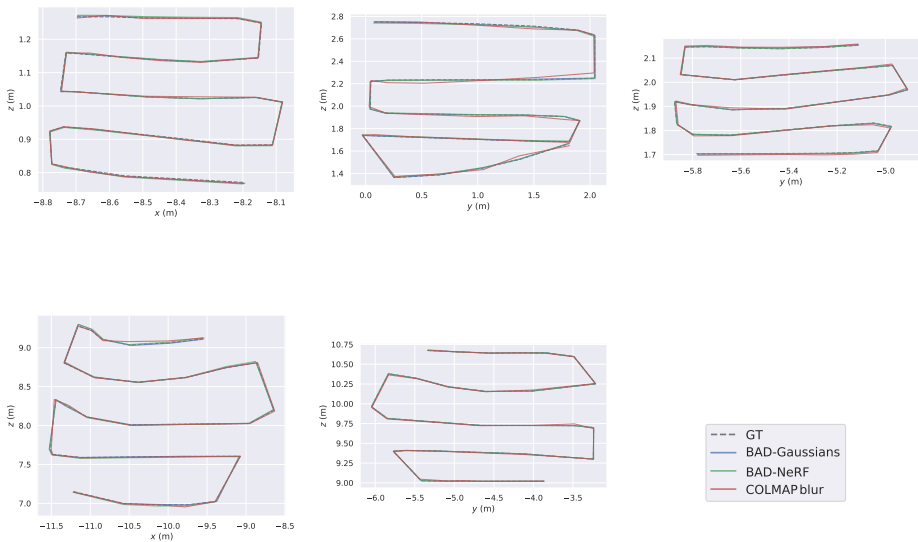 1.2
1.1
z (m)
1.0
0.9
0.8
−8.8 −8.7 −8.6 −8.5 −8.4 −8.3 −8.2 −8.1
x (m)
2.8
2.6
2.4
2.2
z (m)
2.0
1.8
1.6
1.4
0.0 0.5 1.0 1.5 2.0
y (m)
2.1
2.0
z (m)
1.9
1.8
1.7
−5.8 −5.6 −5.4 −5.2 −5.0
y (m)
9.0
8.5
z (m)
8.0
7.5
7.0
−11.5 −11.0 −10.5 −10.0 −9.5 −9.0 −8.5
x (m)
10.75
10.50
10.25
10.00
z (m)
9.75
9.50
9.25
9.00
−6.0 −5.5 −5.0 −4.5 −4.0 −3.5
y (m)
GT
BAD-Gaussians
BAD-NeRF
COLMAP blur